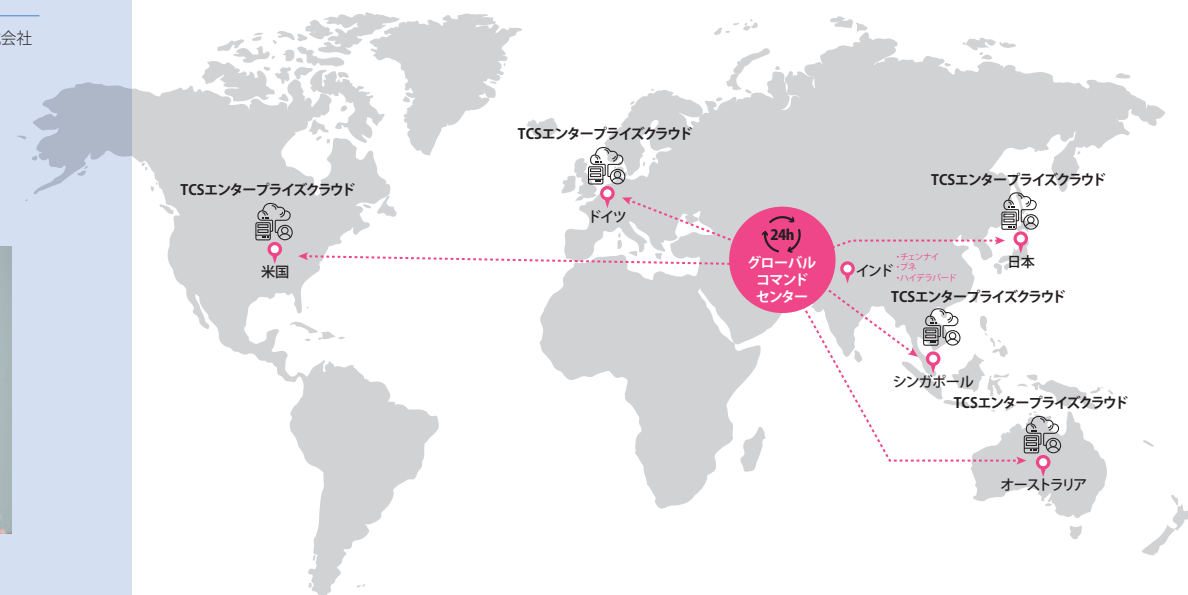 会社
TCSエンタープライズクラウド
ドイツ
TCSエンタープライズクラウド
米国
TCSエンタープライズクラウド
日本
24h
グローバル
コマンド
センター
インド
・チェンナイ
・プネ
・ハイデラバード
TCSエンタープライズクラウド
シンガポール
TCSエンタープライズクラウド
オーストラリア